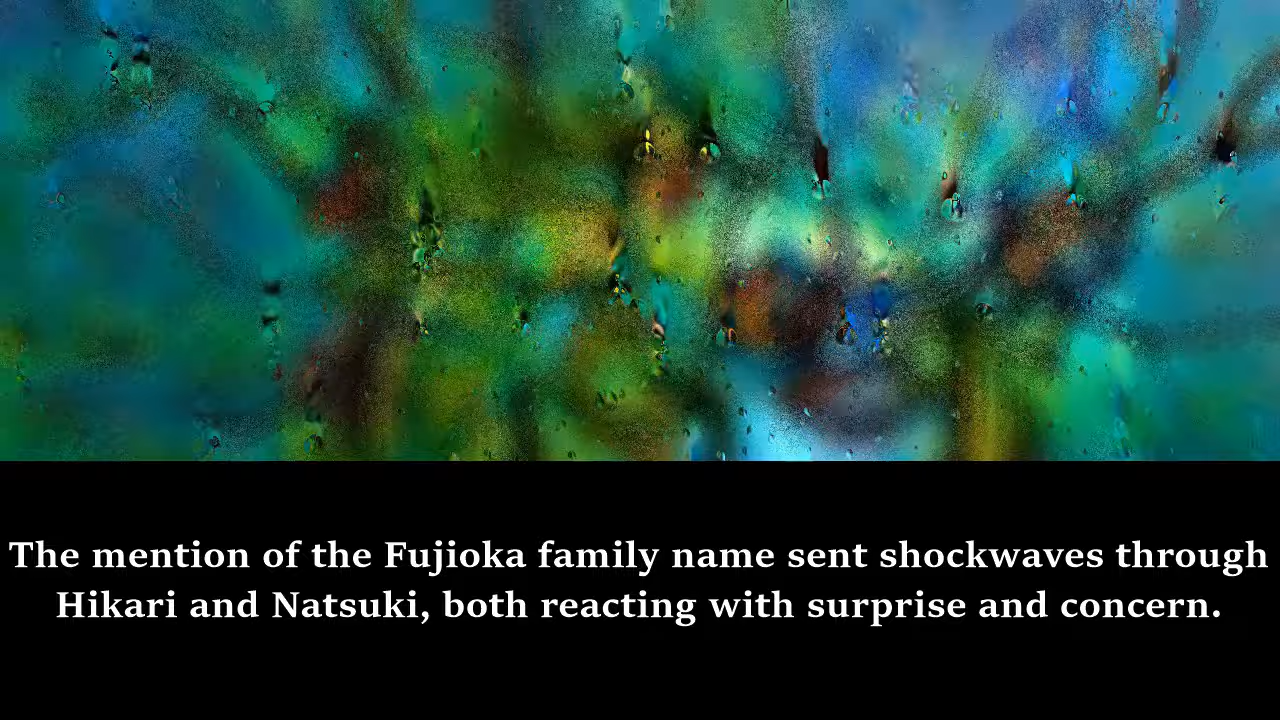 The mention of the Fujioka family name sent shockwaves through
Hikari and Natsuki, both reacting with surprise and concern.